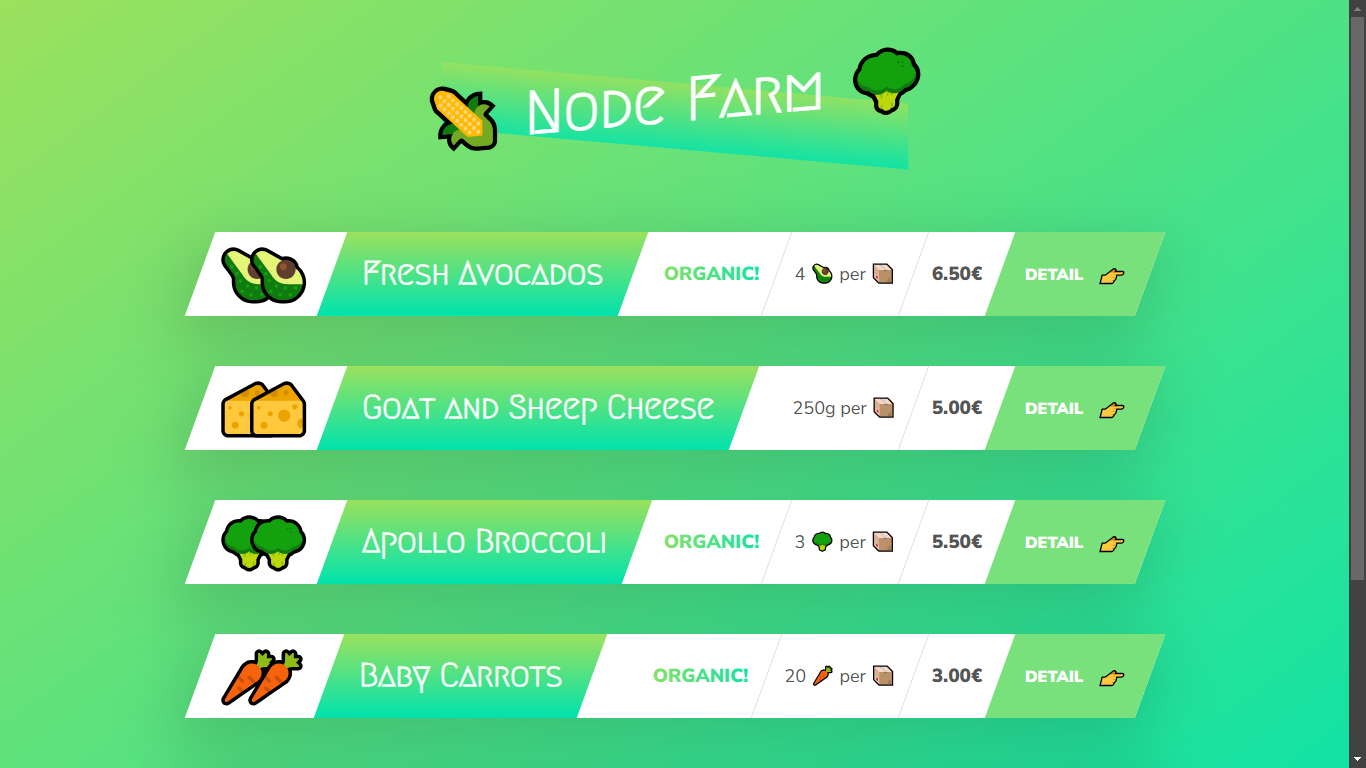 Node Farm
Fresh Avocados ORGANIC! 4 🥑 per 📦 6.50€ DETAIL 👉
Goat and Sheep Cheese 250g per 📦 5.00€ DETAIL 👉
Apollo Broccoli ORGANIC! 3 🥦 per 📦 5.50€ DETAIL 👉
Baby Carrots ORGANIC! 20 🥕 per 📦 3.00€ DETAIL 👉